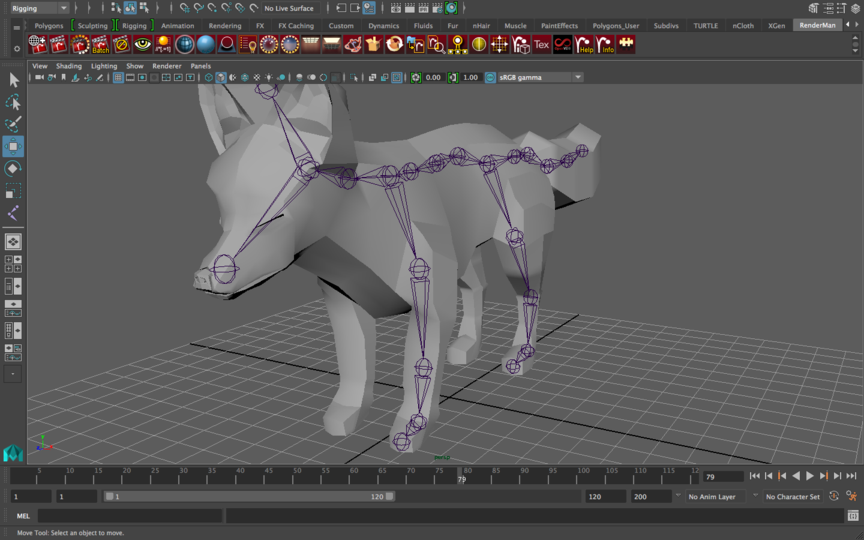 Rigging
No Live Surface
Polygons Sculpting Rigging Animation Rendering FX FX Caching Custom Dynamics Fluids Fur nHair Muscle PaintEffects Polygons_User Subdivs TURTLE nCloth XGen RenderMan
Batch Tex Help Info
View Shading Lighting Show Renderer Panels
0.00 1.00 sRGB gamma
persp
5 10 15 20 25 30 35 40 45 50 55 60 65 70 75 80 85 90 95 100 105 110 115 12
79 79
1 1 1 120 120 200 No Anim Layer No Character Set
MEL
Move Tool: Select an object to move.